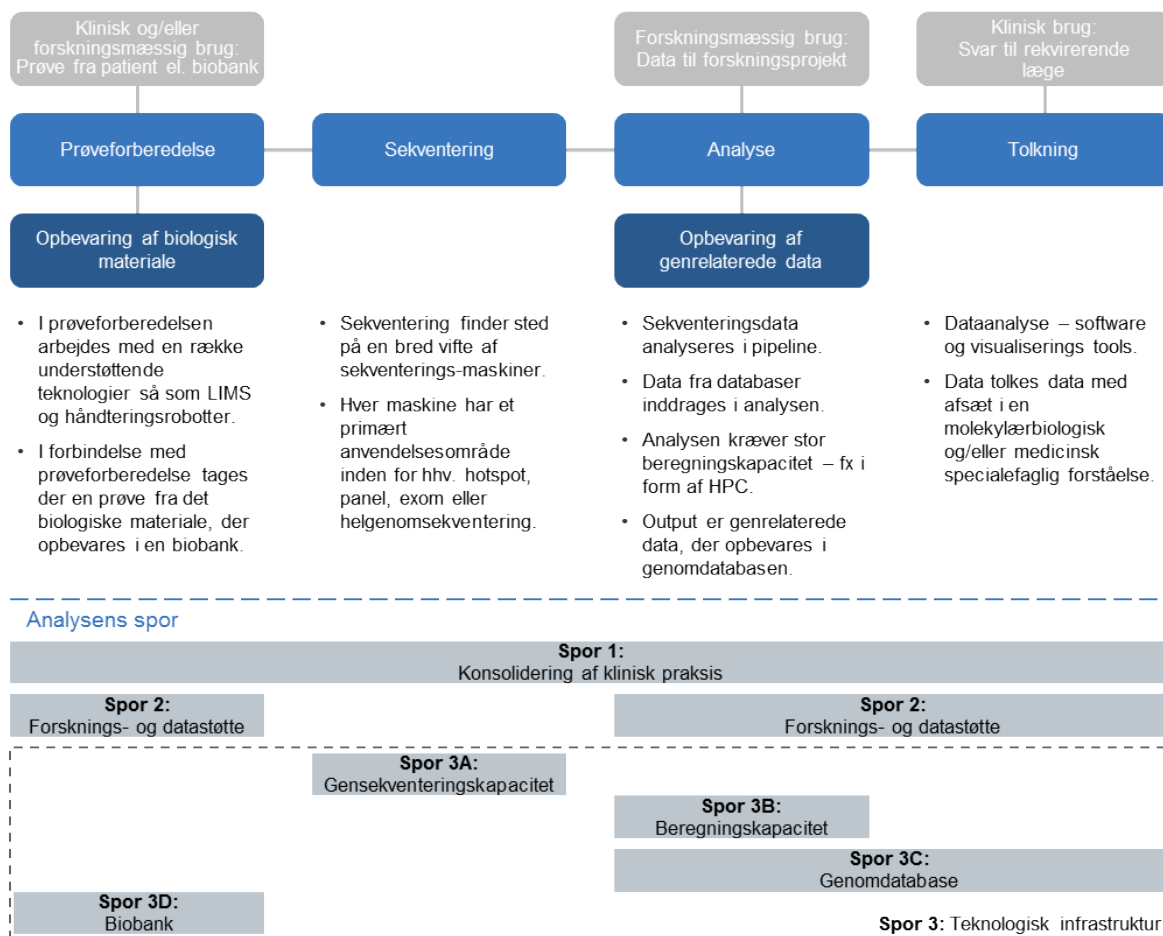 Klinisk og/eller
forskningsmæssig brug:
Prøve fra patient el. biobank
Forskningsmæssig brug:
Data til forskningsprojekt
Klinisk brug:
Svar til rekvirerende
læge
Prøveforberedelse
Sekventering
Analyse
Tolkning
Opbevaring af biologisk
materiale
Opbevaring af
genrelaterede data
• I prøveforberedelsen
arbejdes med en række
understøttende
teknologier så som LIMS
og håndteringsrobotter.
• I forbindelse med
prøveforberedelse tages
der en prøve fra det
biologiske materiale, der
opbevares i en biobank.
• Sekventering finder sted
på en bred vifte af
sekventerings-maskiner.
• Hver maskine har et
primært
anvendelsesområde
inden for hhv. hotspot,
panel, exom eller
helgenomsekventering.
• Sekventeringsdata
analyseres i pipeline.
• Data fra databaser
inddrages i analysen.
• Analysen kræver stor
beregningskapacitet – fx i
form af HPC.
• Output er genrelaterede
data, der opbevares i
genomdatabasen.
• Dataanalyse – software
og visualiserings tools.
• Data tolkes data med
afsæt i en
molekylærbiologisk
og/eller medicinsk
specialefaglig forståelse.
Analysens spor
Spor 1:
Konsolidering af klinisk praksis
Spor 2:
Forsknings- og datastøtte
Spor 2:
Forsknings- og datastøtte
Spor 3A:
Gensekventeringskapacitet
Spor 3B:
Beregningskapacitet
Spor 3C:
Genomdatabase
Spor 3D:
Biobank
Spor 3: Teknologisk infrastruktur